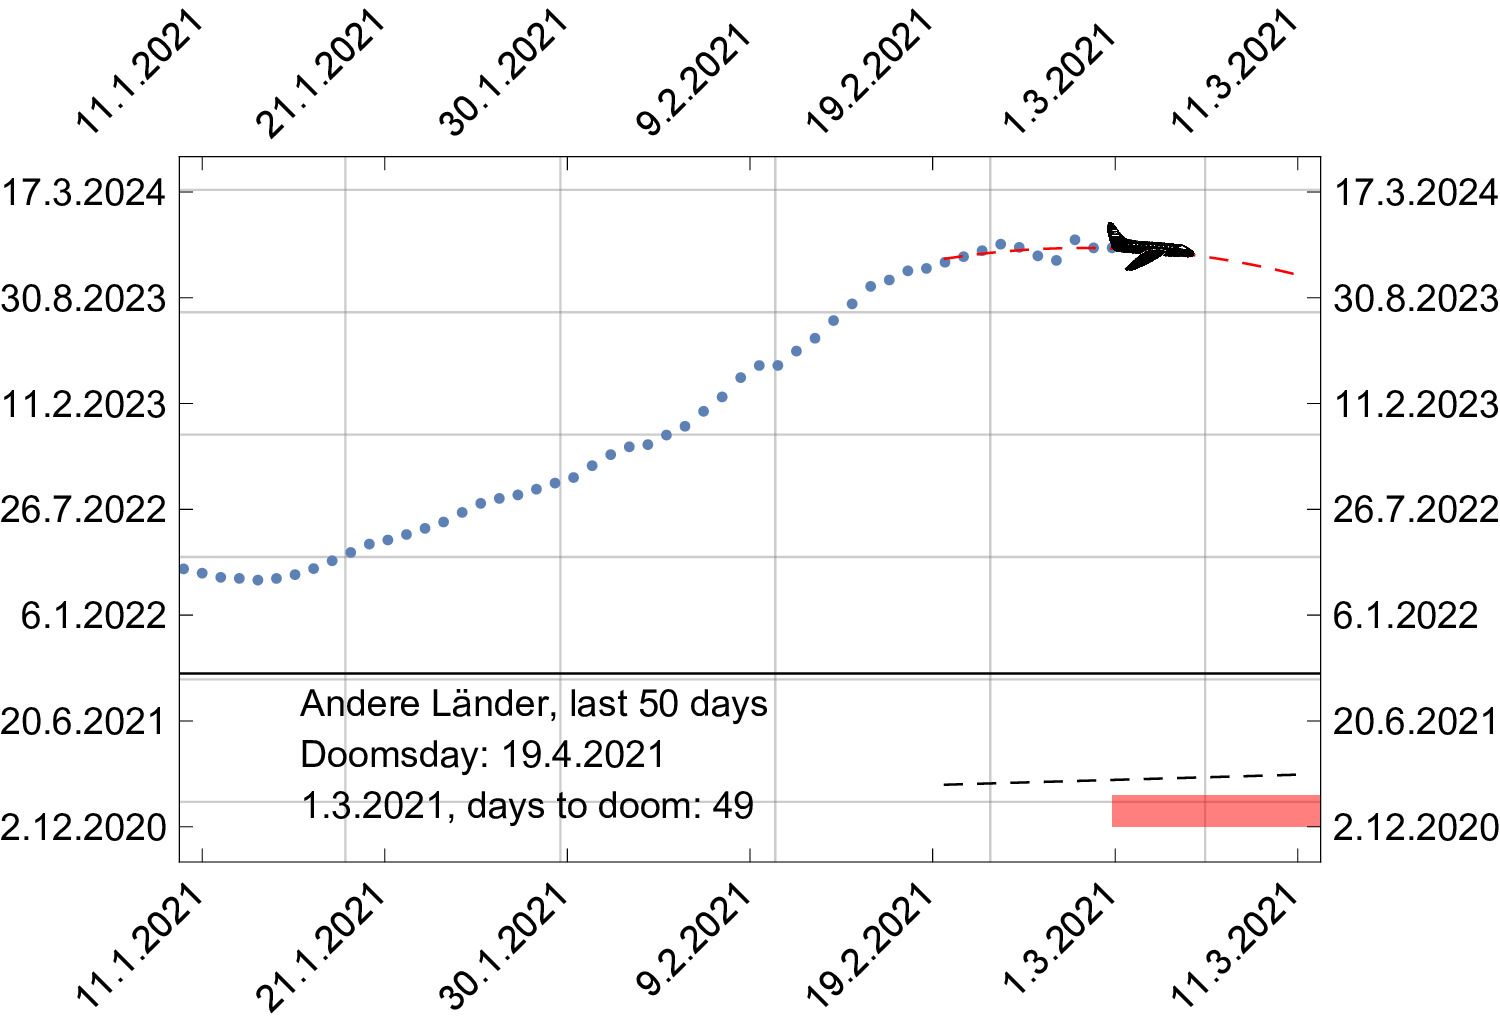 11.1.2021 21.1.2021 30.1.2021 9.2.2021 19.2.2021 1.3.2021 11.3.2021
17.3.2024 17.3.2024
30.8.2023 30.8.2023
11.2.2023 11.2.2023
26.7.2022 26.7.2022
6.1.2022 6.1.2022
20.6.2021 20.6.2021
2.12.2020 2.12.2020
Andere Länder, last 50 days
Doomsday: 19.4.2021
1.3.2021, days to doom: 49
11.1.2021 21.1.2021 30.1.2021 9.2.2021 19.2.2021 1.3.2021 11.3.2021